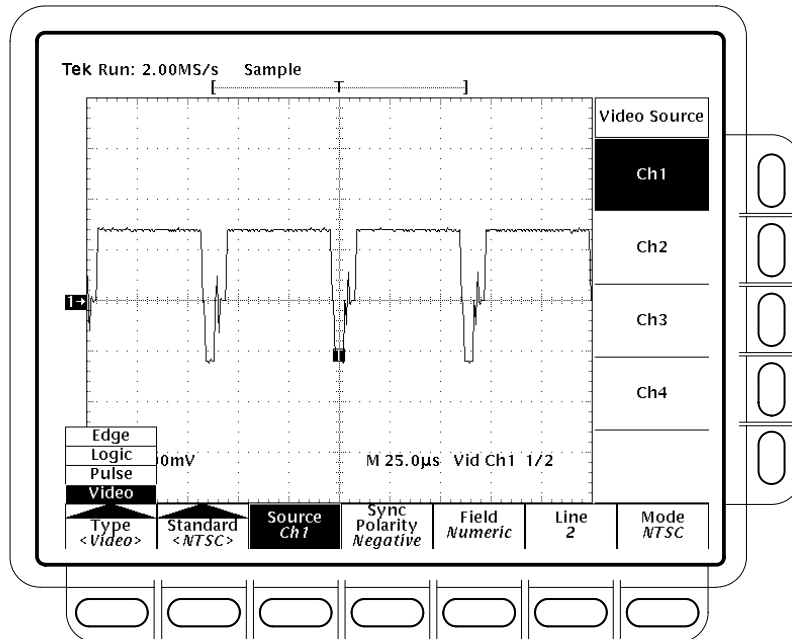 Tek Run: 2.00MS/s Sample
[ T ]
Video Source
Ch1
Ch2
Ch3
Ch4
1→
T
Edge
Logic
Pulse
Video
0mV M 25.0µs Vid Ch1 1/2
Type
<Video>
Standard
<NTSC>
Source
Ch1
Sync
Polarity
Negative
Field
Numeric
Line
2
Mode
NTSC